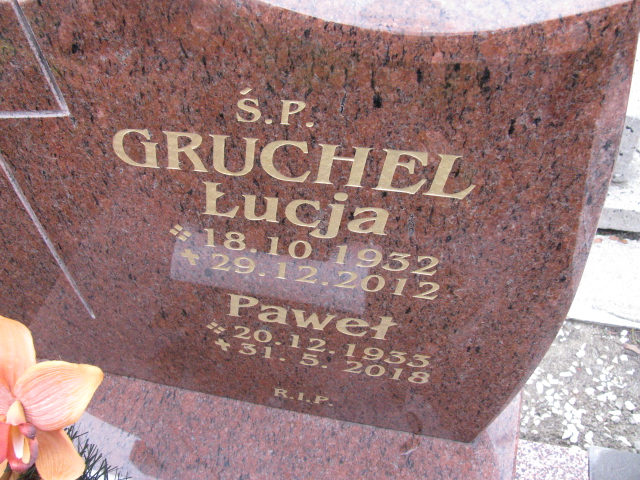 Ś.P.
GRUCHEL
Łucja
18.10 1932
29.12.2012
Paweł
20.12.1933
31. 5. 2018
R.I.P.